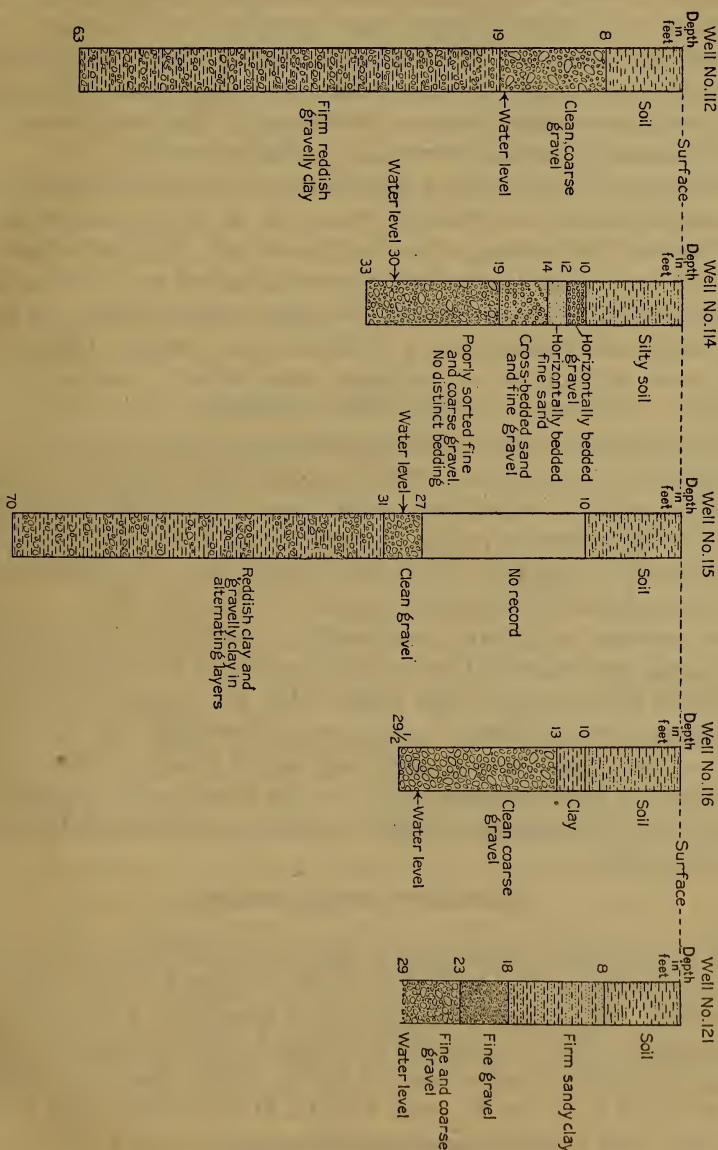 Well No.112
Depth
in
feet
8
19
63
Soil
Clean, coarse
gravel
Water level
Firm reddish
gravelly clay
Surface
Well No.114
Depth
in
feet
10
12
14
19
Water level 30
33
Silty soil
Horizontally bedded
gravel
Horizontally bedded
fine sand
Cross-bedded sand
and fine gravel
Poorly sorted fine
and coarse gravel.
No distinct bedding
Well No.115
Depth
in
feet
10
27
Water level
31
70
Soil
No record
Clean gravel
Reddish clay and
gravelly clay in
alternating layers
Well No.116
Depth
in
feet
10
13
29 1/2
Soil
Clay
Clean coarse
gravel
Water level
Surface
Well No.121
Depth
in
feet
8
18
23
29
Soil
Firm sandy clay
Fine gravel
Fine and coarse
gravel
Water level